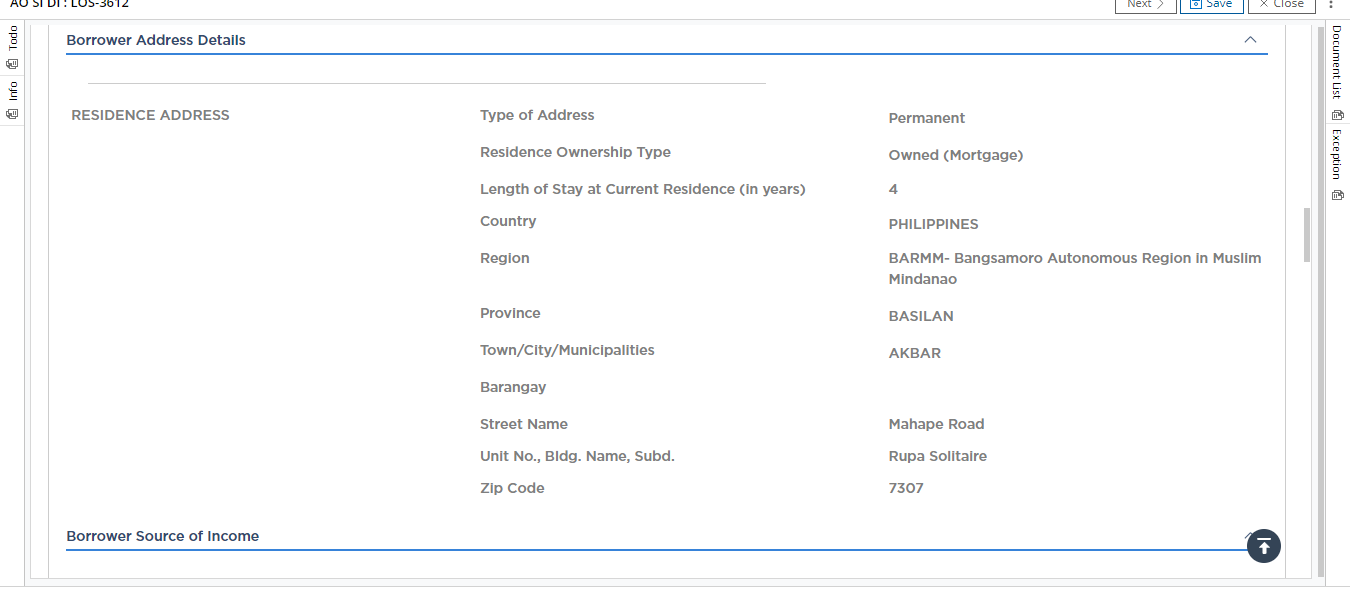 AO SI DI : LOS-3612
Next
Save
Close
Todo
Info
Document List
Exception
Borrower Address Details
RESIDENCE ADDRESS
Type of Address Permanent
Residence Ownership Type Owned (Mortgage)
Length of Stay at Current Residence (in years) 4
Country PHILIPPINES
Region BARMM- Bangsamoro Autonomous Region in Muslim
Mindanao
Province BASILAN
Town/City/Municipalities AKBAR
Barangay
Street Name Mahape Road
Unit No., Bldg. Name, Subd. Rupa Solitaire
Zip Code 7307
Borrower Source of Income